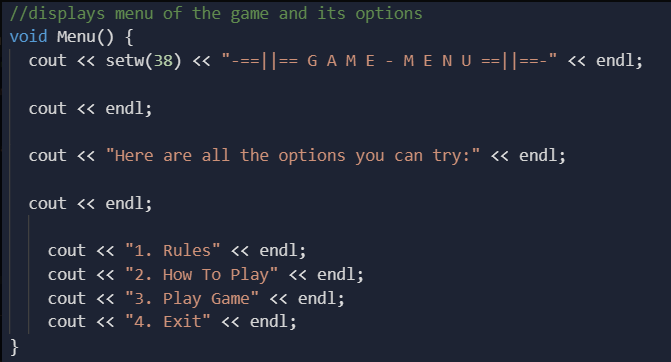 //displays menu of the game and its options
void Menu() {
cout << setw(38) << "-==||== G A M E - M E N U ==||==-" << endl;
cout << endl;
cout << "Here are all the options you can try:" << endl;
cout << endl;
cout << "1. Rules" << endl;
cout << "2. How To Play" << endl;
cout << "3. Play Game" << endl;
cout << "4. Exit" << endl;
}